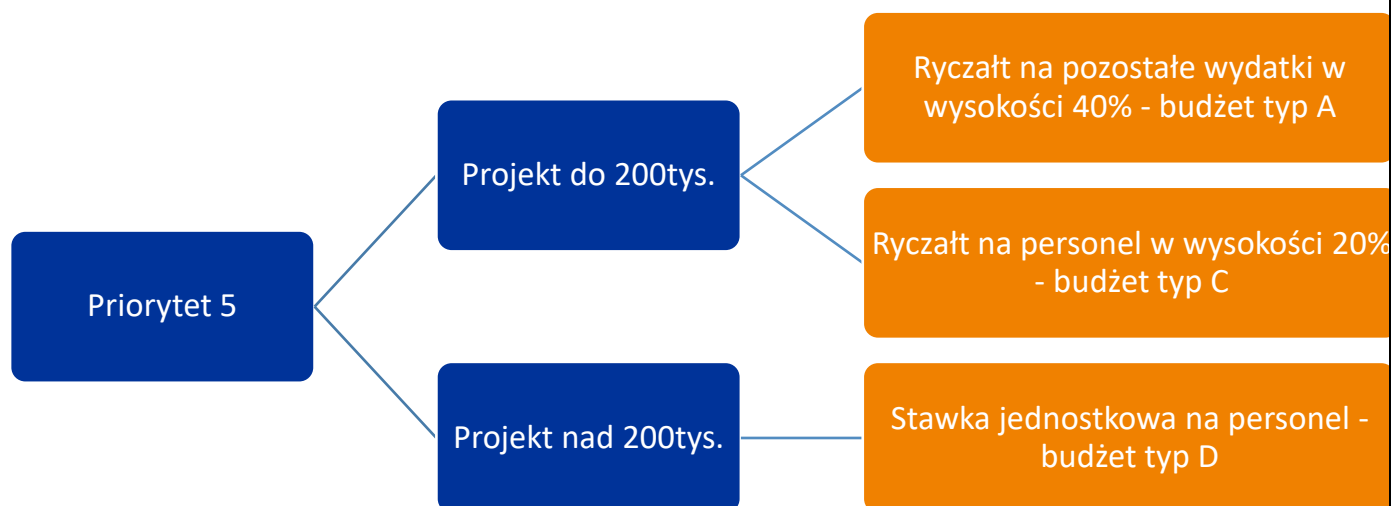 Priorytet 5
Projekt do 200tys.
Ryczałt na pozostałe wydatki w
wysokości 40% - budżet typ A
Ryczałt na personel w wysokości 20%
- budżet typ C
Projekt nad 200tys.
Stawka jednostkowa na personel -
budżet typ D